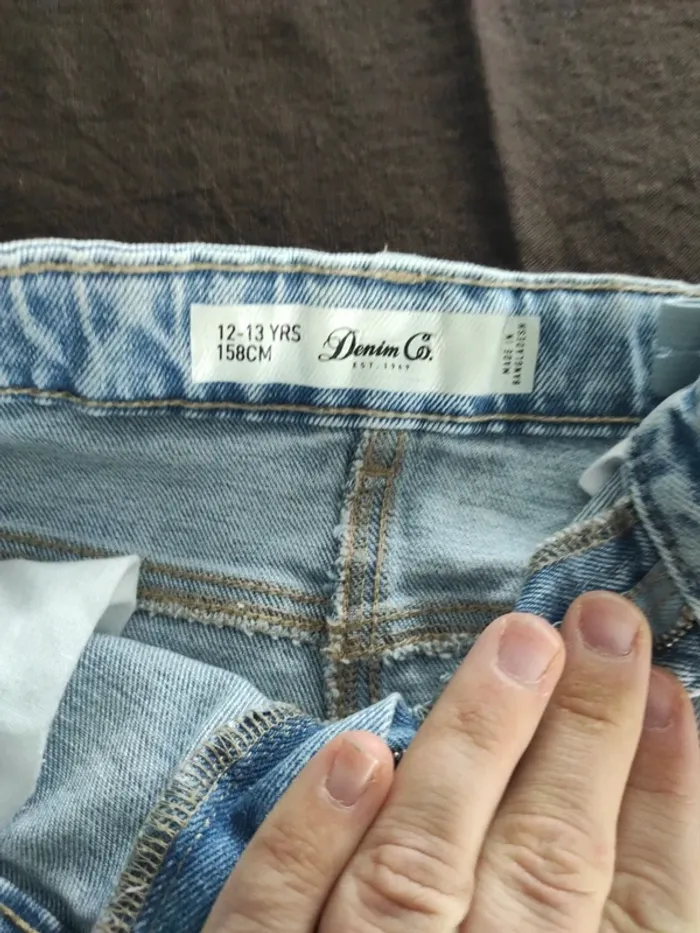 12-13 YRS
158CM
Denim Co.
EST. 1969
MADE IN
BANGLADESH